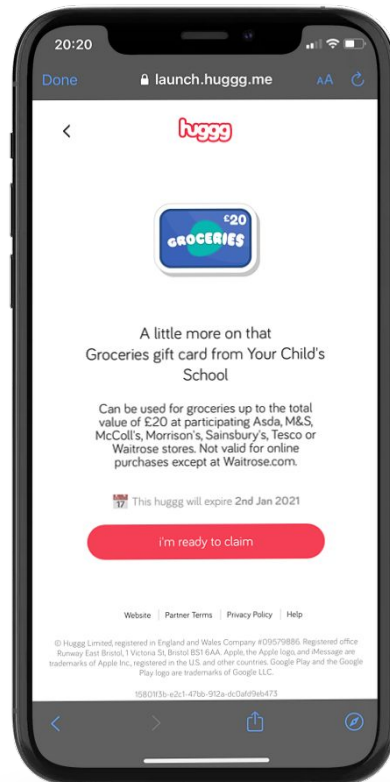 20:20
Done launch.huggg.me AA
huggg
£20
GROCERIES
A little more on that
Groceries gift card from Your Child's
School
Can be used for groceries up to the total
value of £20 at participating Asda, M&S,
McColl's, Morrison's, Sainsbury's, Tesco or
Waitrose stores. Not valid for online
purchases except at Waitrose.com.
17 This huggg will expire 2nd Jan 2021
i'm ready to claim
Website Partner Terms Privacy Policy Help
© Huggg Limited, registered in England and Wales Company #09579886. Registered office
Runway East Bristol, 1 Victoria St, Bristol BS1 6AA. Apple, the Apple logo, and iMessage are
trademarks of Apple Inc., registered in the U.S. and other countries. Google Play and the Google
Play logo are trademarks of Google LLC.
15801f3b-e2c1-47bb-912a-dc0afd9eb473